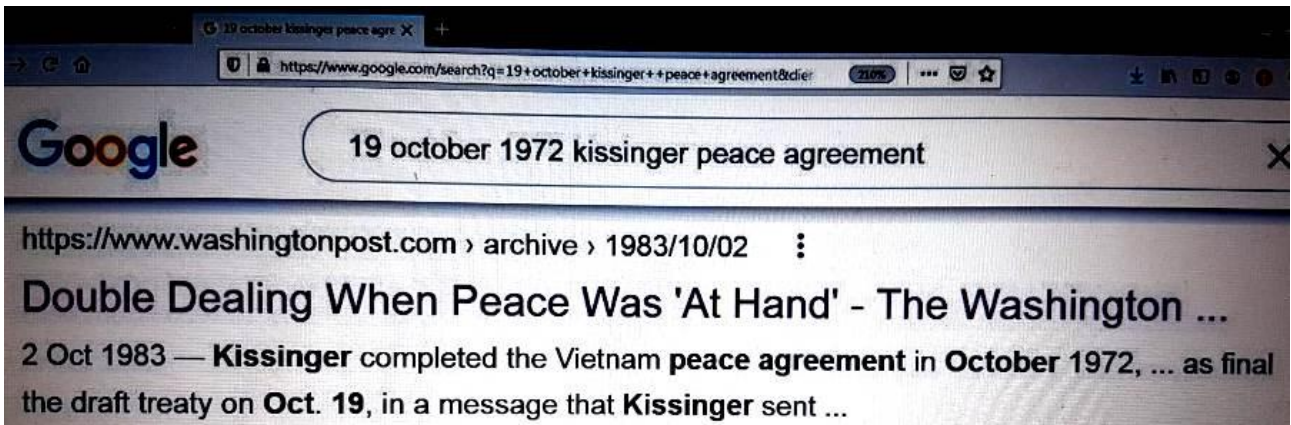 19 october kissinger peace agre
https://www.google.com/search?q=19+october+kissinger++peace+agreement&clier
210%
Google
19 october 1972 kissinger peace agreement
https://www.washingtonpost.com › archive › 1983/10/02
Double Dealing When Peace Was 'At Hand' - The Washington ...
2 Oct 1983 — Kissinger completed the Vietnam peace agreement in October 1972, ... as final
the draft treaty on Oct. 19, in a message that Kissinger sent ...